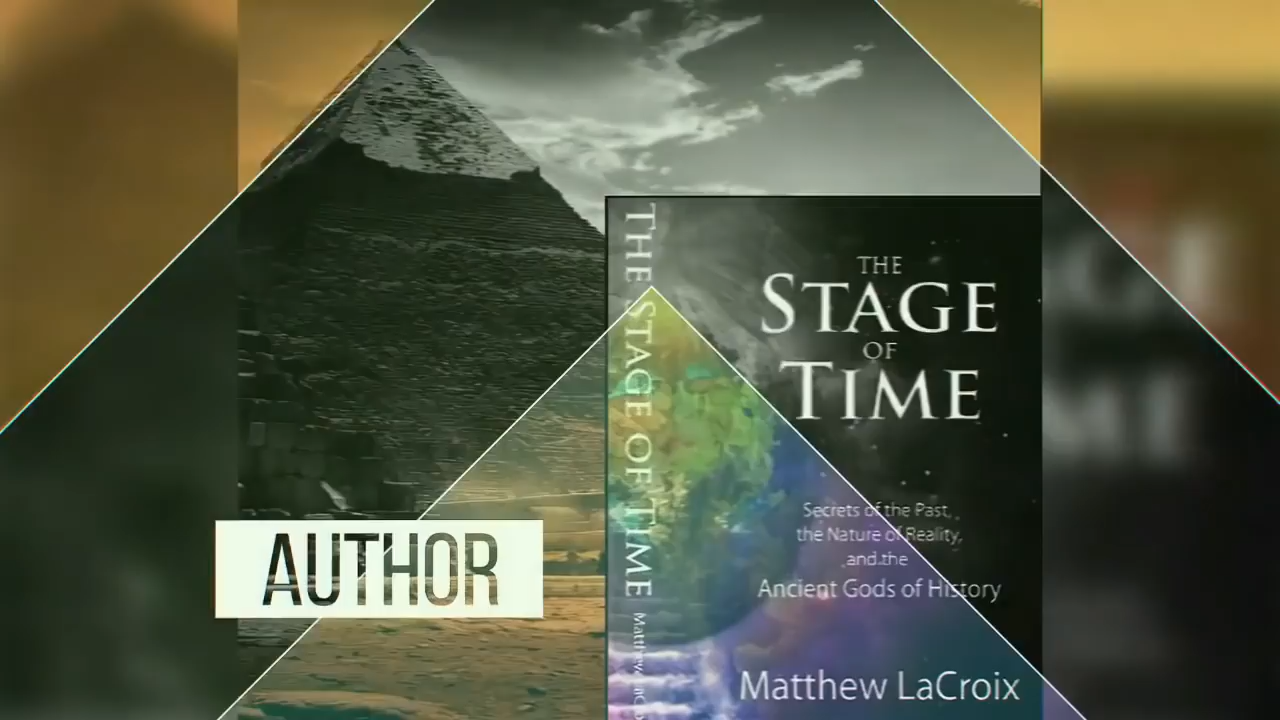 THE STAGE OF TIME
THE
STAGE
OF
TIME
Secrets of the Past,
the Nature of Reality,
and the
Ancient Gods of History
Matthew LaCroix
AUTHOR